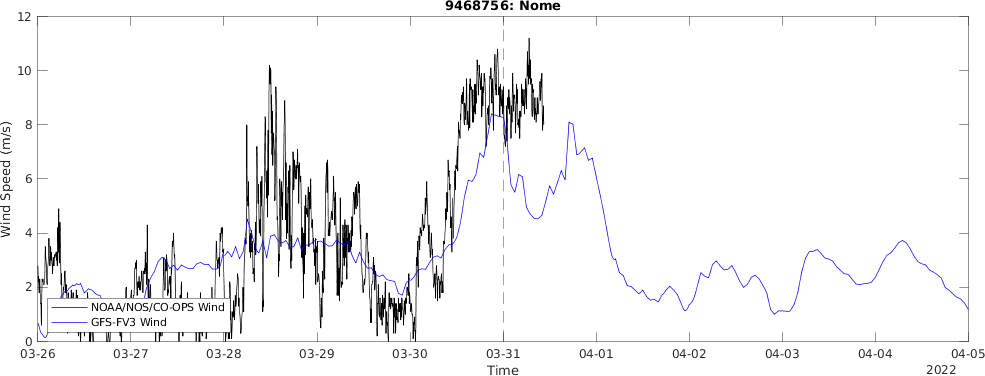 9468756: Nome
12
10
8
6
4
2
0
Wind Speed (m/s)
NOAA/NOS/CO-OPS Wind
GFS-FV3 Wind
03-26 03-27 03-28 03-29 03-30 03-31 04-01 04-02 04-03 04-04 04-05
Time
2022